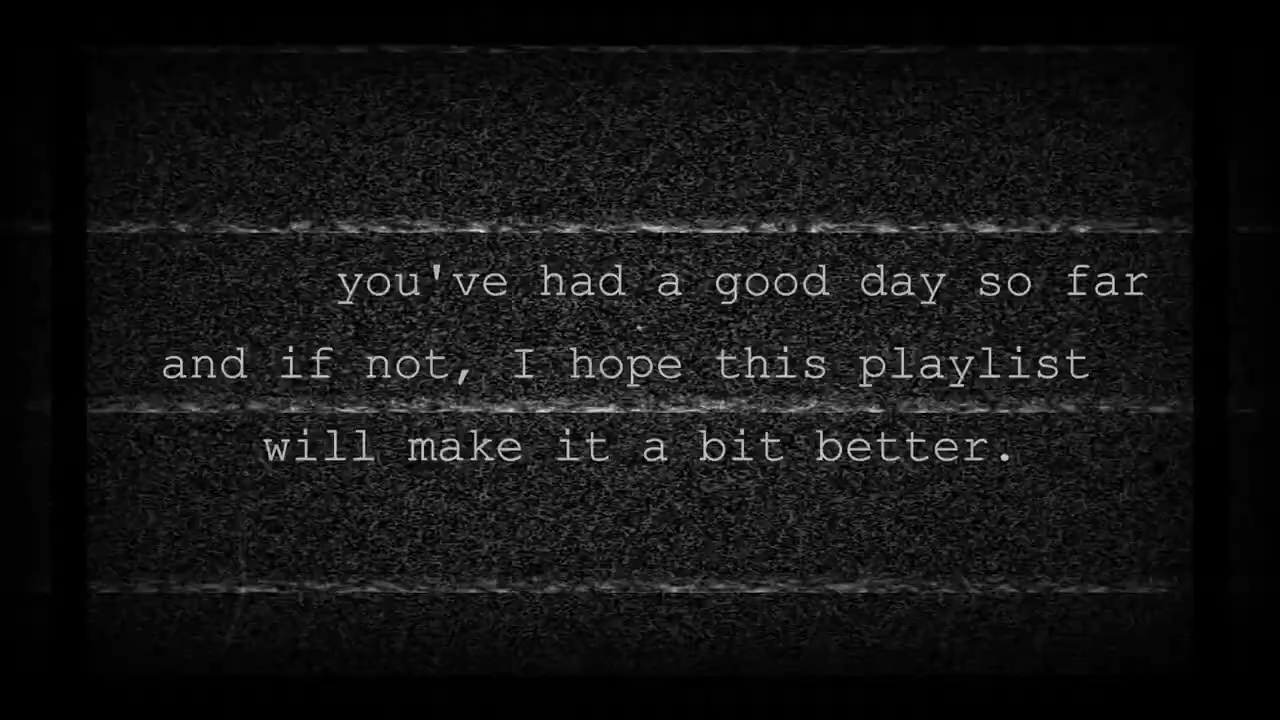 you've had a good day so far
and if not, I hope this playlist
will make it a bit better.